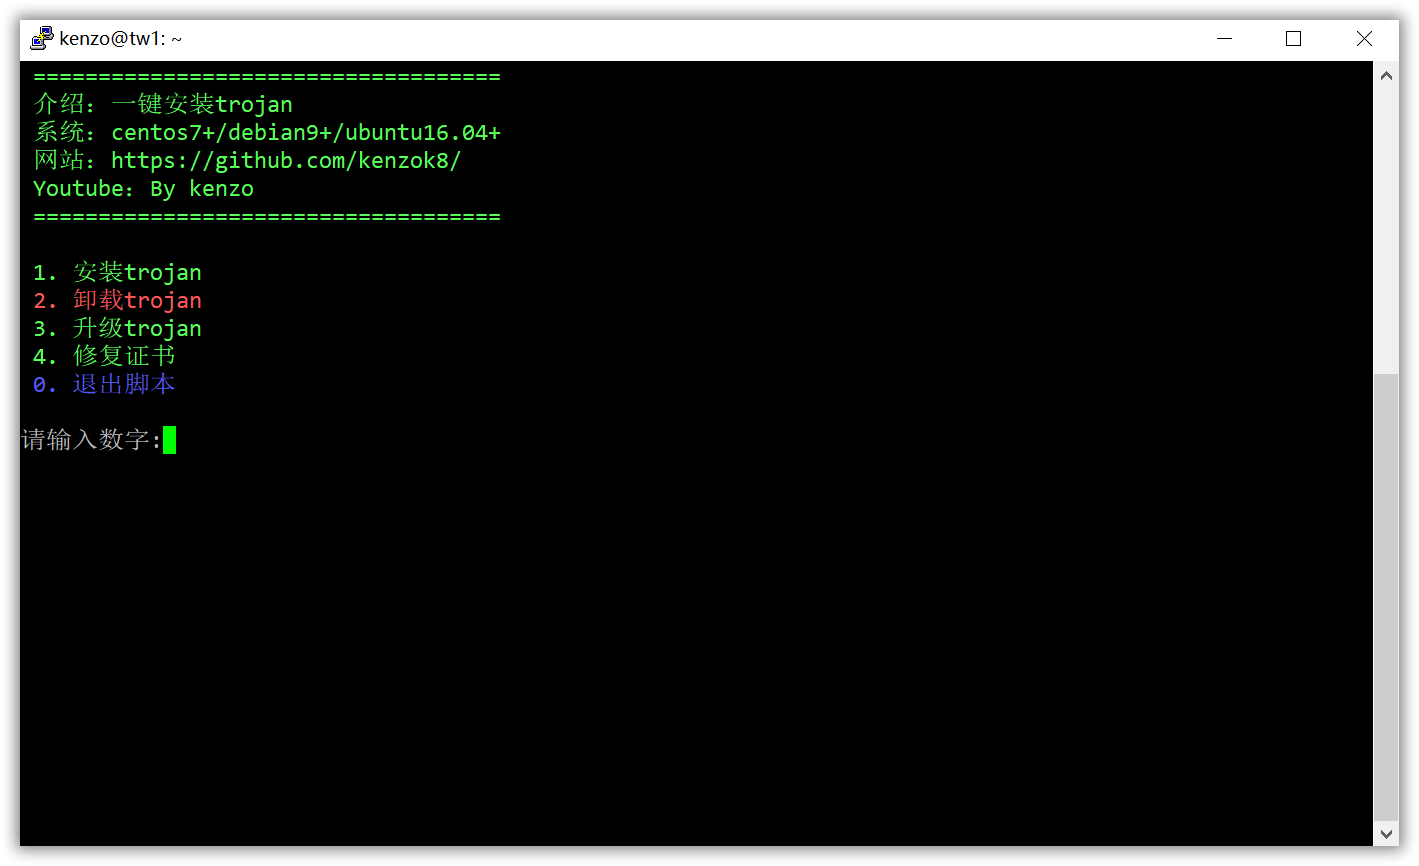 kenzo@tw1: ~
====================================
介绍：一键安装trojan
系统：centos7+/debian9+/ubuntu16.04+
网站：https://github.com/kenzok8/
Youtube：By kenzo
====================================
1. 安装trojan
2. 卸载trojan
3. 升级trojan
4. 修复证书
0. 退出脚本
请输入数字: